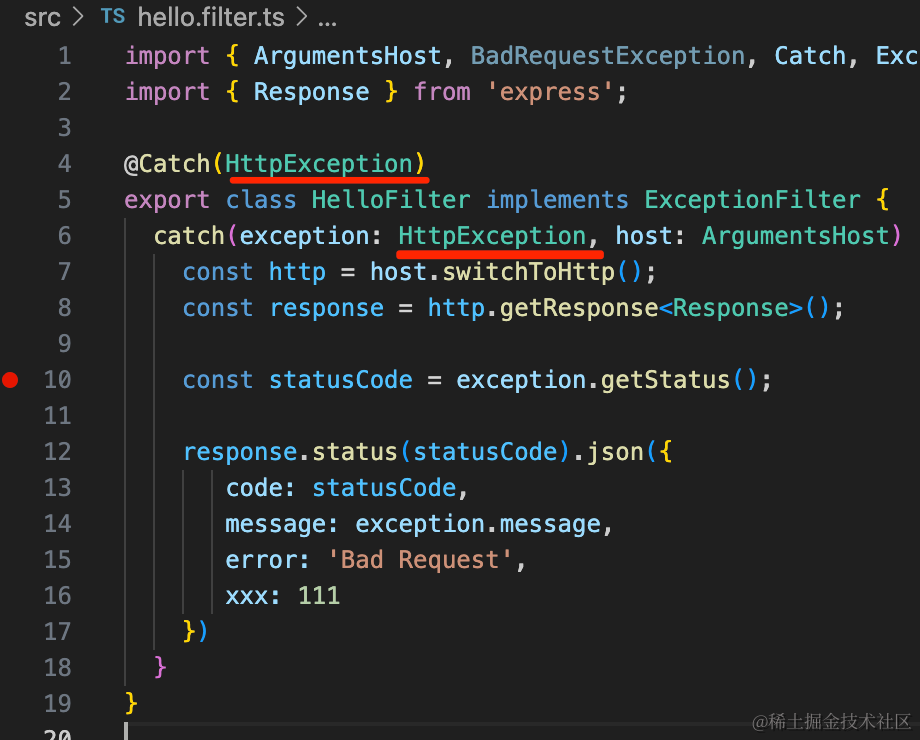 src > TS hello.filter.ts > ...
1 import { ArgumentsHost, BadRequestException, Catch, Exc
2 import { Response } from 'express';
3
4 @Catch(HttpException)
5 export class HelloFilter implements ExceptionFilter {
6 catch(exception: HttpException, host: ArgumentsHost)
7 const http = host.switchToHttp();
8 const response = http.getResponse<Response>();
9
10 const statusCode = exception.getStatus();
11
12 response.status(statusCode).json({
13 code: statusCode,
14 message: exception.message,
15 error: 'Bad Request',
16 xxx: 111
17 })
18 }
19 }
20
@稀土掘金技术社区